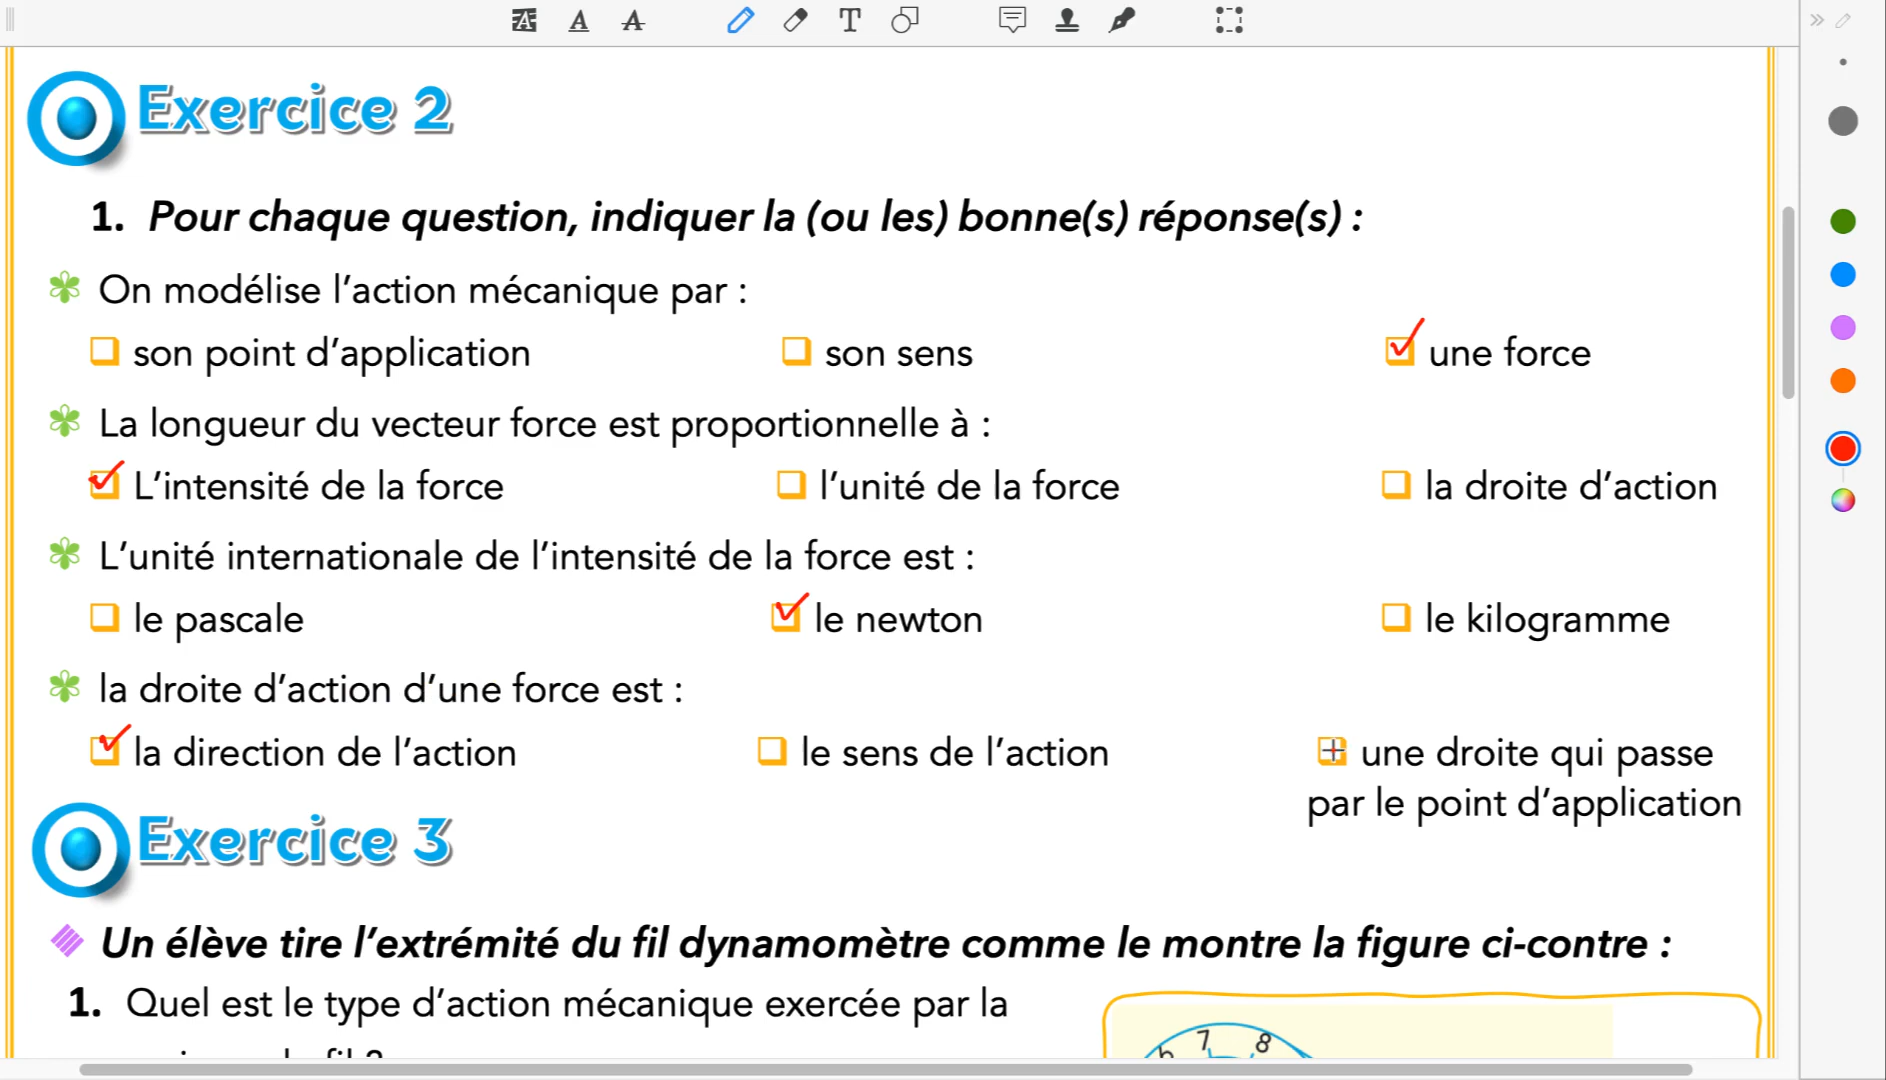 Exercice 2
1. Pour chaque question, indiquer la (ou les) bonne(s) réponse(s) :
On modélise l’action mécanique par :
son point d’application son sens une force
La longueur du vecteur force est proportionnelle à :
L’intensité de la force l’unité de la force la droite d’action
L’unité internationale de l’intensité de la force est :
le pascale le newton le kilogramme
la droite d’action d’une force est :
la direction de l’action le sens de l’action une droite qui passe
par le point d’application
Exercice 3
Un élève tire l’extrémité du fil dynamomètre comme le montre la figure ci-contre :
1. Quel est le type d’action mécanique exercée par la
7 8